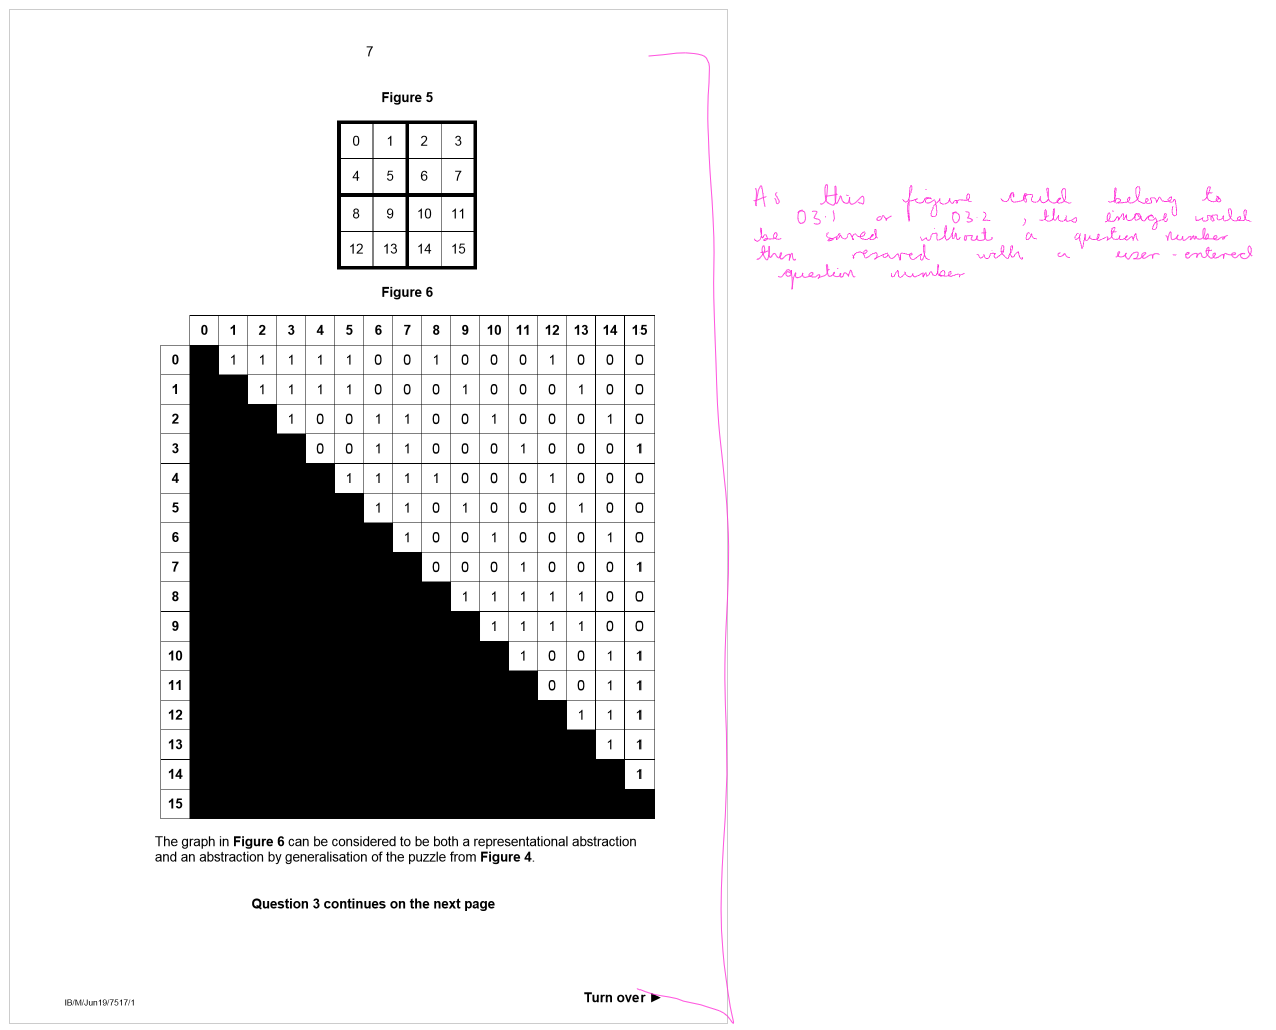 7
Figure 5
0 1 2 3
4 5 6 7
8 9 10 11
12 13 14 15
Figure 6
0 1 2 3 4 5 6 7 8 9 10 11 12 13 14 15
0 1 1 1 1 1 0 0 1 0 0 0 1 0 0 0
1 1 1 1 1 0 0 0 1 0 0 0 1 0 0
2 1 0 0 1 1 0 0 1 0 0 0 1 0
3 0 0 1 1 0 0 0 1 0 0 0 1
4 1 1 1 1 0 0 0 1 0 0 0
5 1 1 0 1 0 0 0 1 0 0
6 1 0 0 1 0 0 0 1 0
7 0 0 0 1 0 0 0 1
8 1 1 1 1 1 0 0
9 1 1 1 1 0 0
10 1 0 0 1 1
11 0 0 1 1
12 1 1 1
13 1 1
14 1
15
The graph in Figure 6 can be considered to be both a representational abstraction
and an abstraction by generalisation of the puzzle from Figure 4.
Question 3 continues on the next page
Turn over ►
IB/M/Jun19/7517/1
As this figure could belong to
03.1 or 03.2, this image would
be saved without a question number
then resaved with a user-entered
question number